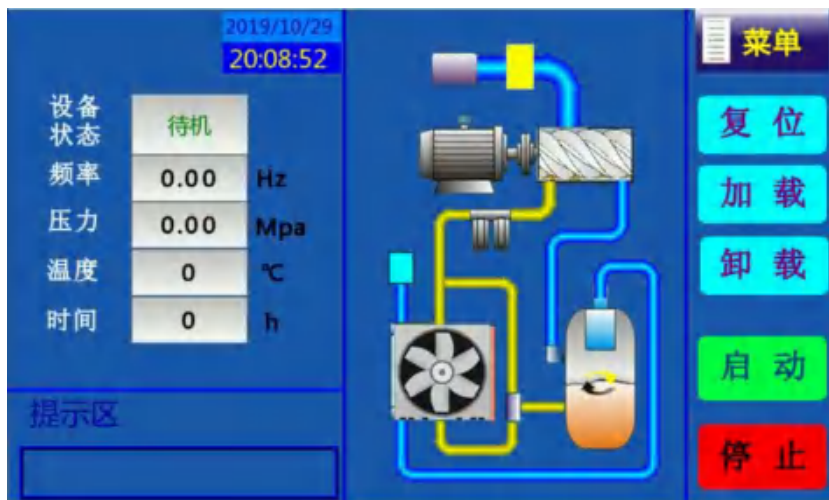 2019/10/29
20:08:52
设备
状态
待机
频率 0.00 Hz
压力 0.00 Mpa
温度 0 ℃
时间 0 h
提示区
菜单
复 位
加 载
卸 载
启 动
停 止